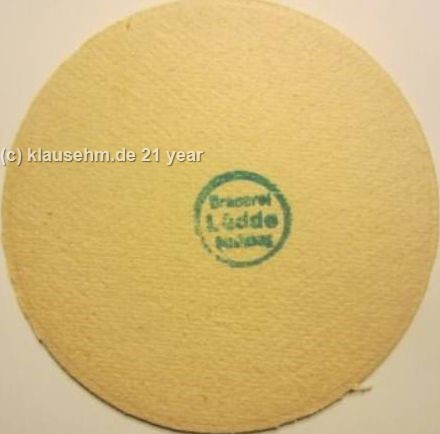 (c) klausehm.de 21 year
Brauerei
Lüdde